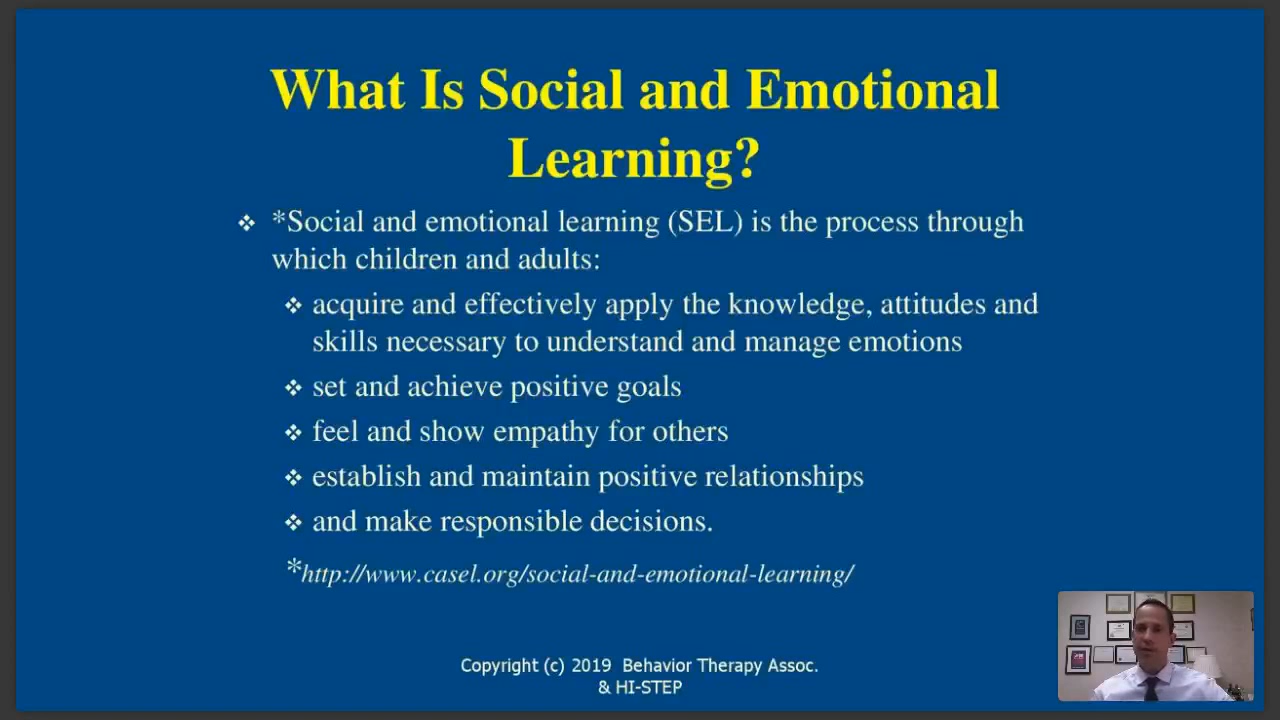 What Is Social and Emotional
Learning?
*Social and emotional learning (SEL) is the process through
which children and adults:
acquire and effectively apply the knowledge, attitudes and
skills necessary to understand and manage emotions
set and achieve positive goals
feel and show empathy for others
establish and maintain positive relationships
and make responsible decisions.
*http://www.casel.org/social-and-emotional-learning/
Copyright (c) 2019 Behavior Therapy Assoc.
& HI-STEP